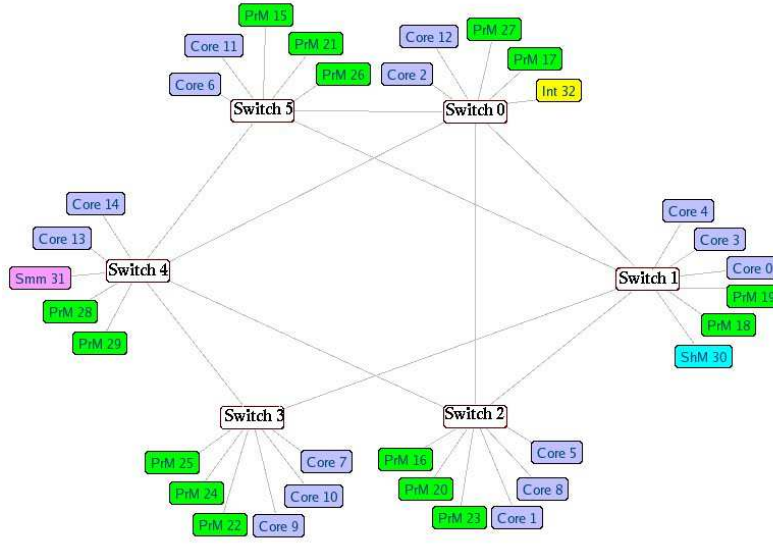 PrM 15
Core 11
PrM 21
Core 6
PrM 26
Switch 5
Core 12
PrM 27
Core 2
PrM 17
Int 32
Switch 0
Core 14
Core 13
Smm 31
Switch 4
PrM 28
PrM 29
Core 4
Core 3
Core 0
Switch 1
PrM 19
PrM 18
ShM 30
Switch 3
PrM 25
Core 7
PrM 24
Core 10
PrM 22
Core 9
Switch 2
PrM 16
Core 5
PrM 20
Core 8
PrM 23
Core 1